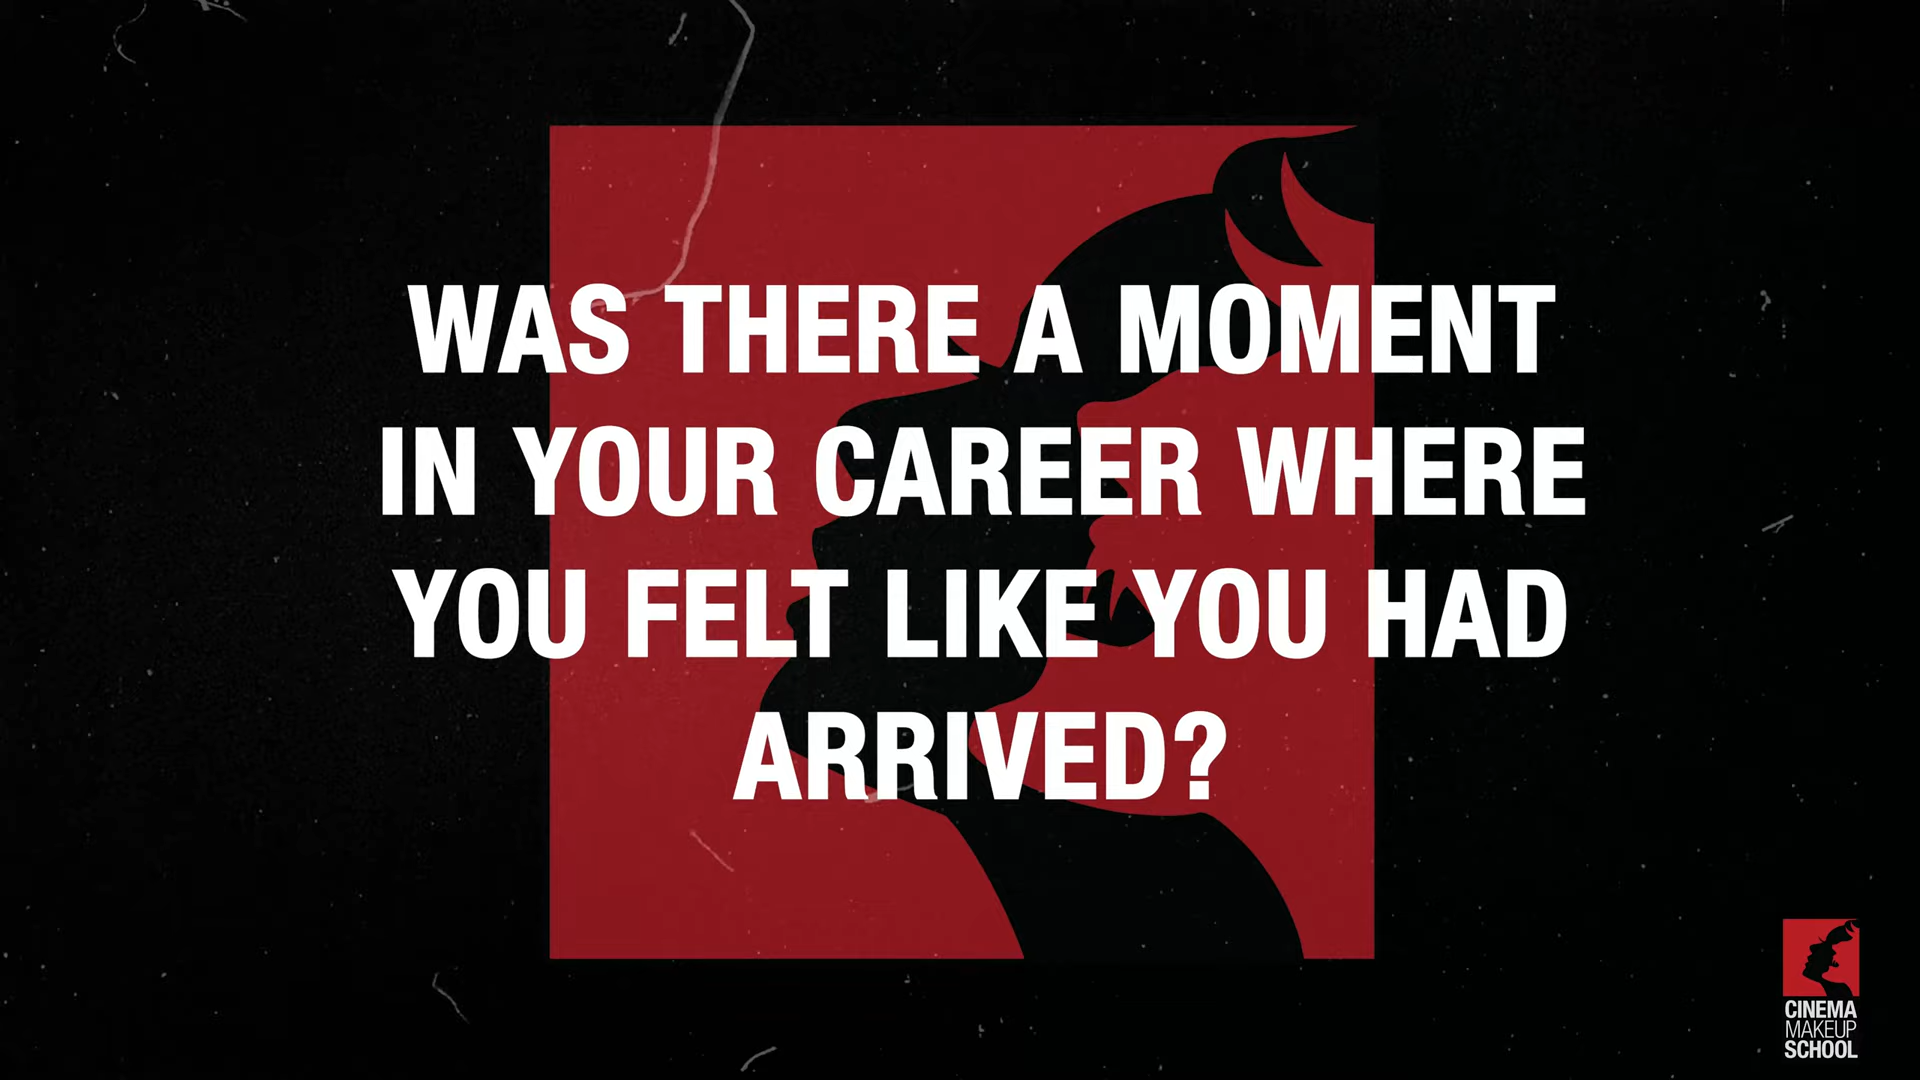 WAS THERE A MOMENT
IN YOUR CAREER WHERE
YOU FELT LIKE YOU HAD
ARRIVED?
CINEMA
MAKEUP
SCHOOL